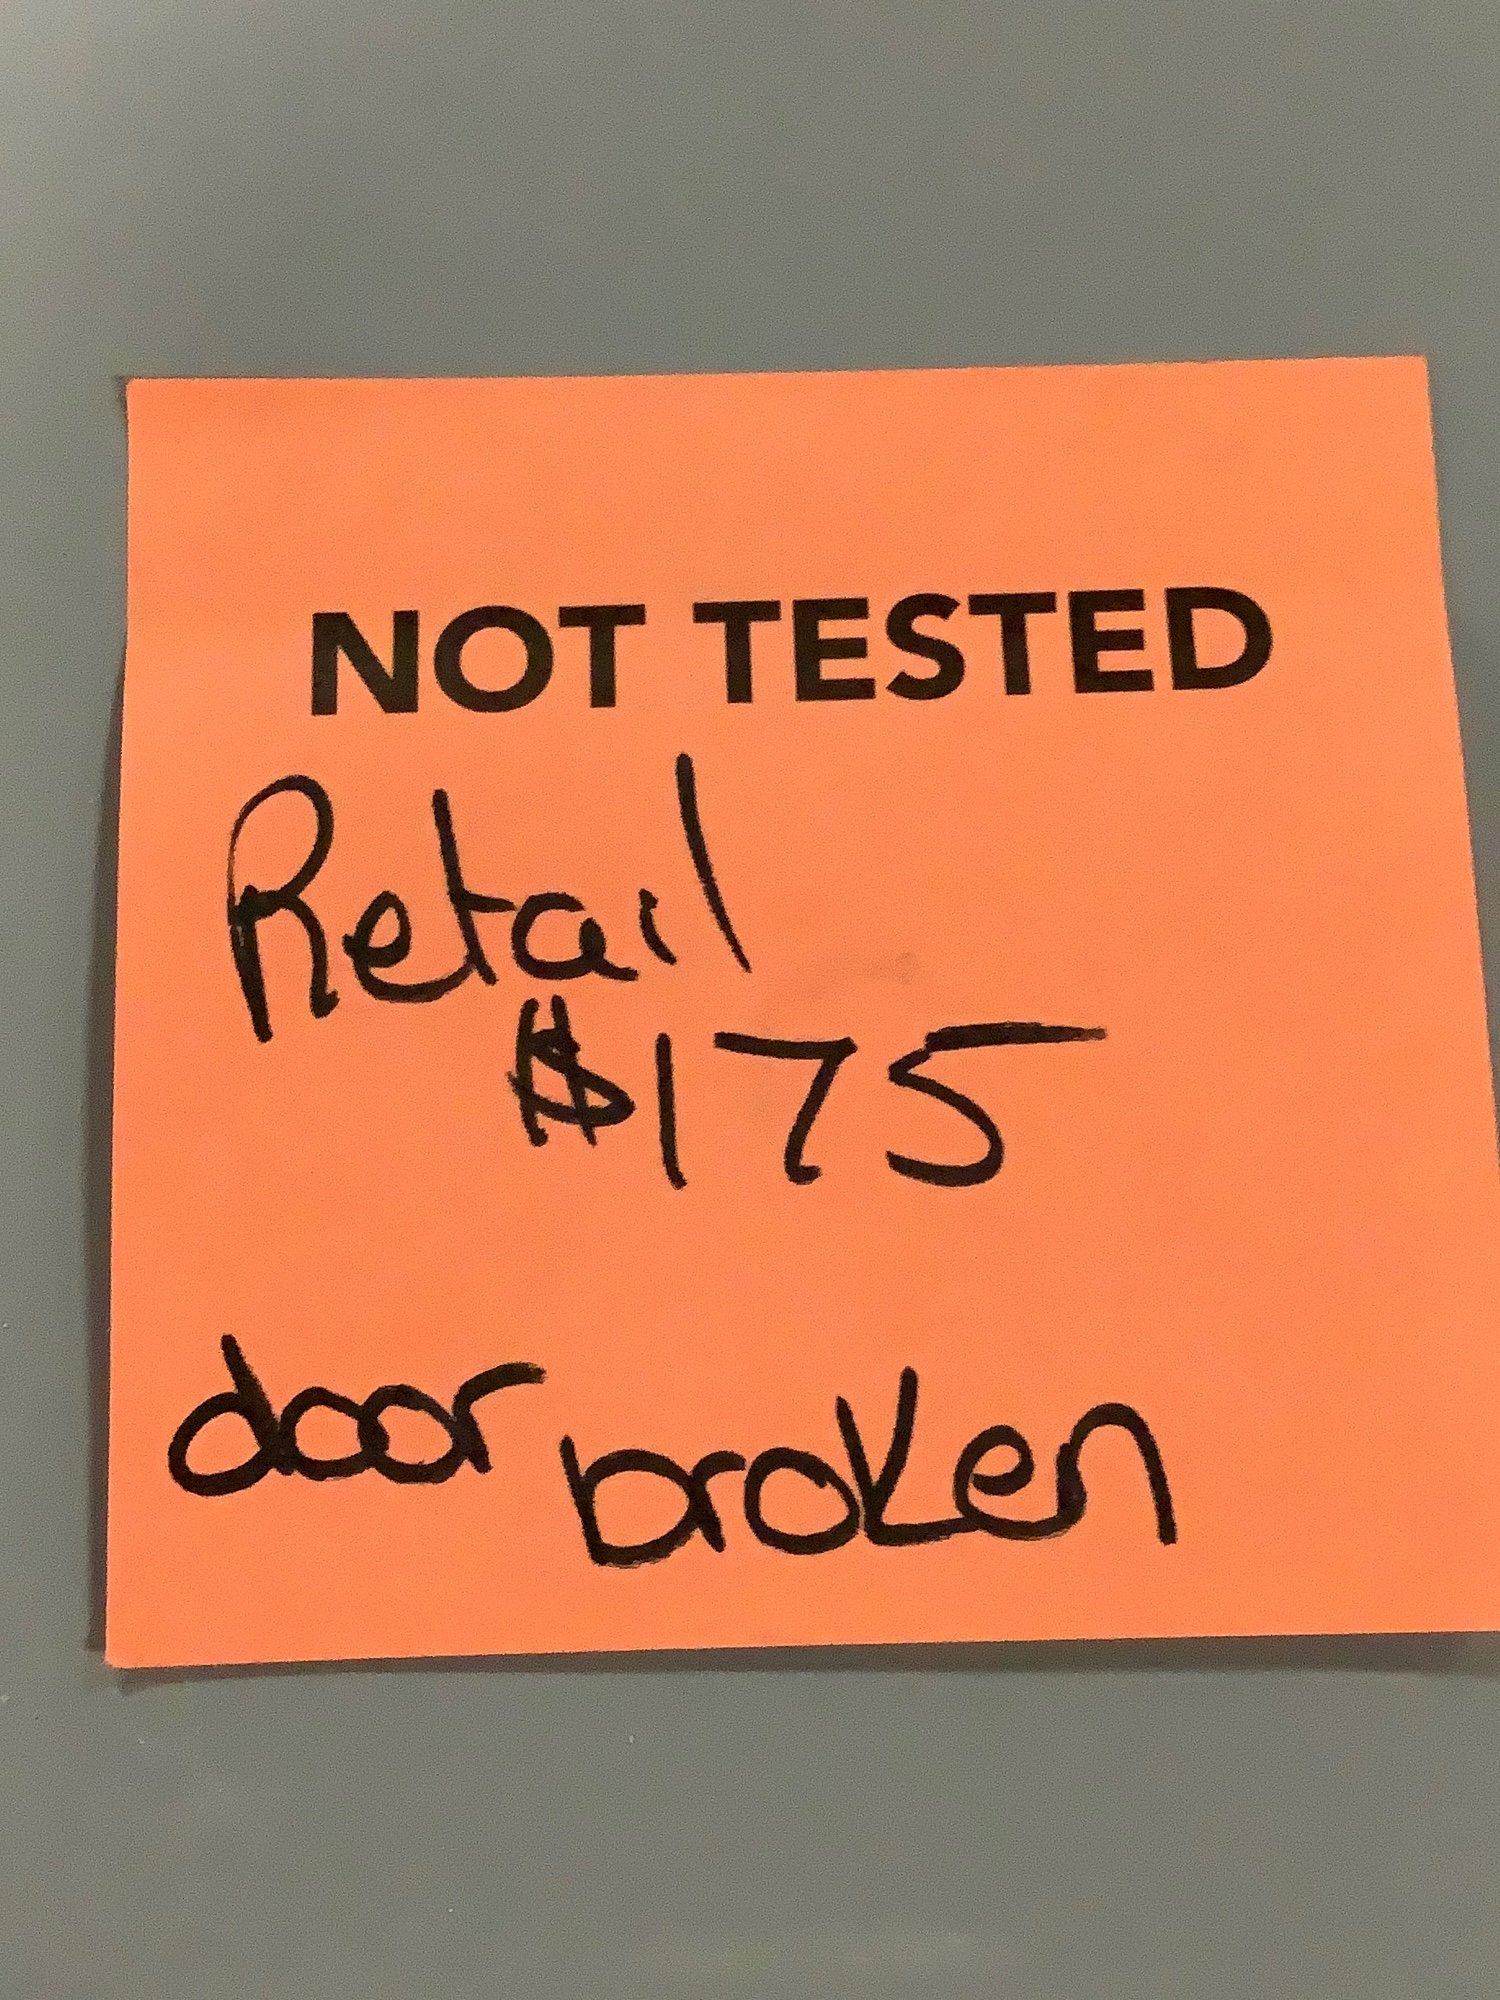 NOT TESTED
Retail
$175
door broken